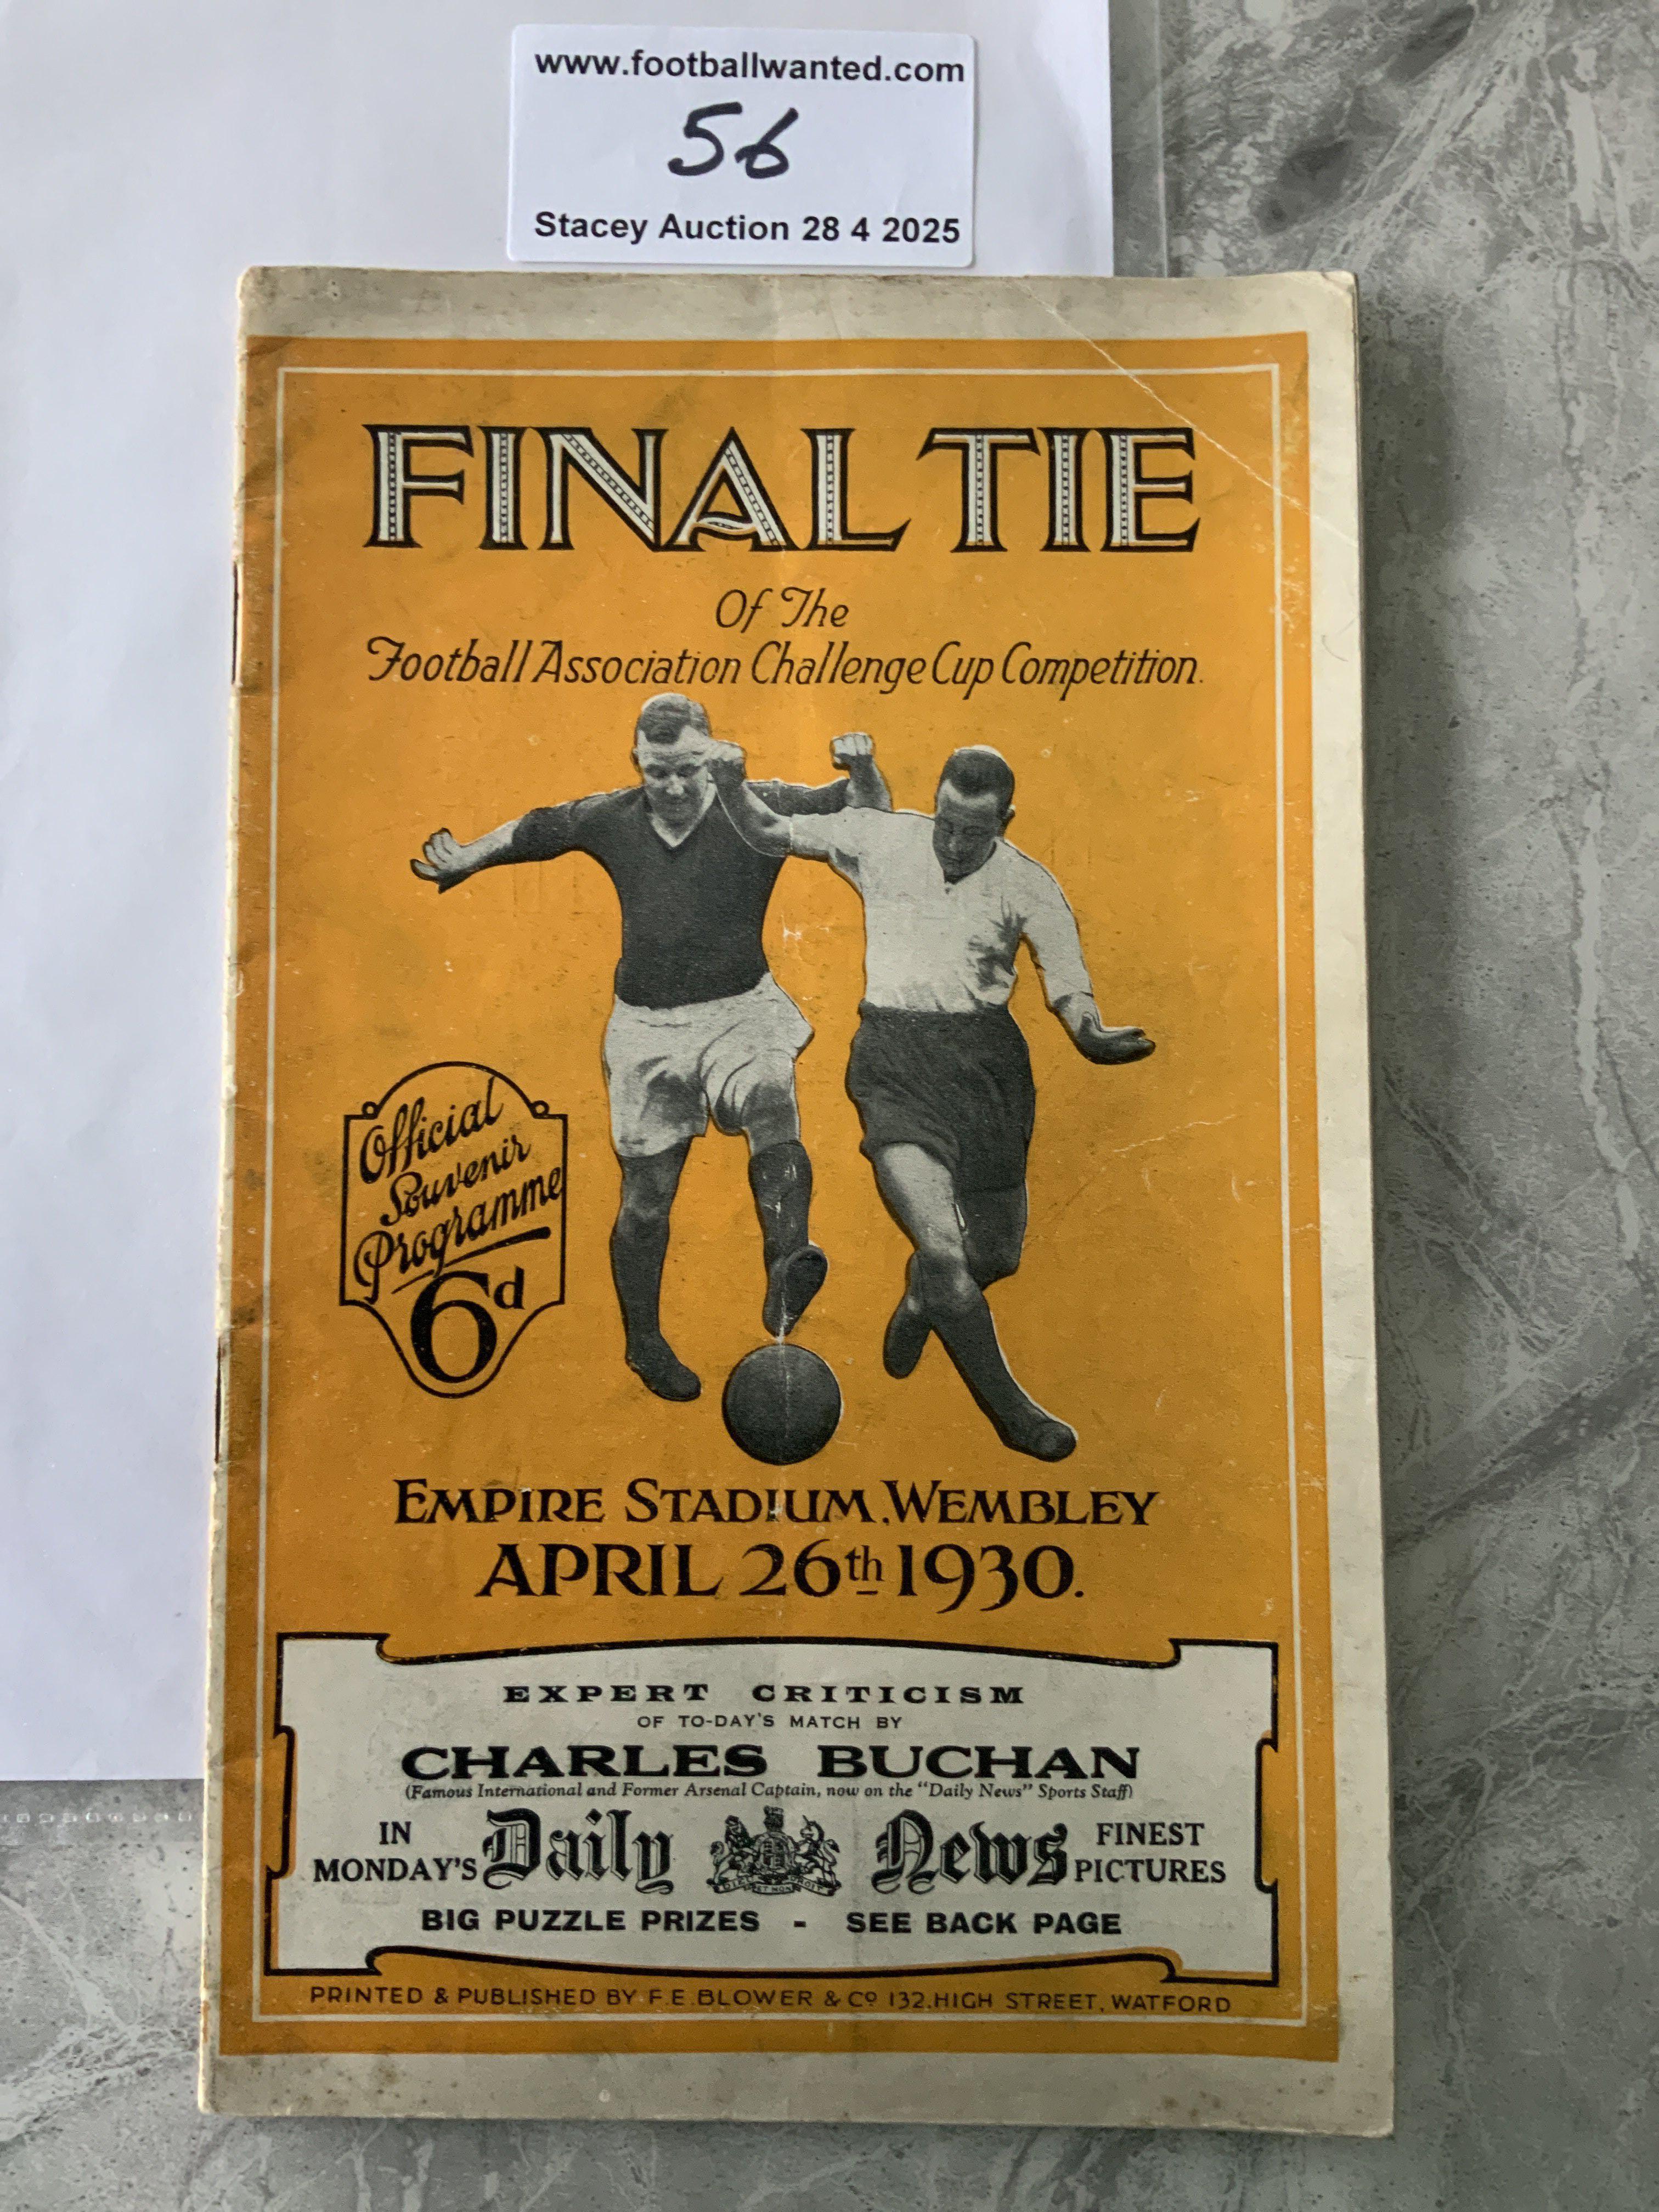 www.footballwanted.com
56
Stacey Auction 28 4 2025
FINAL TIE
Of The
Football Association Challenge Cup Competition.
Official
Souvenir
Programme
6d
EMPIRE STADIUM, WEMBLEY
APRIL 26th 1930.
EXPERT CRITICISM
OF TO-DAY'S MATCH BY
CHARLES BUCHAN
(Famous International and Former Arsenal Captain, now on the "Daily News" Sports Staff)
IN MONDAY'S Daily News FINEST PICTURES
BIG PUZZLE PRIZES - SEE BACK PAGE
PRINTED & PUBLISHED BY F.E.BLOWER & Co 132.HIGH STREET, WATFORD